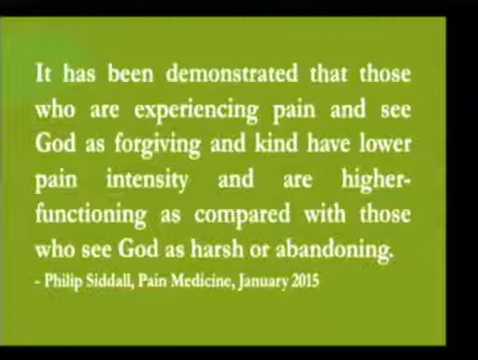 It has been demonstrated that those
who are experiencing pain and see
God as forgiving and kind have lower
pain intensity and are higher-
functioning as compared with those
who see God as harsh or abandoning.
- Philip Siddall, Pain Medicine, January 2015